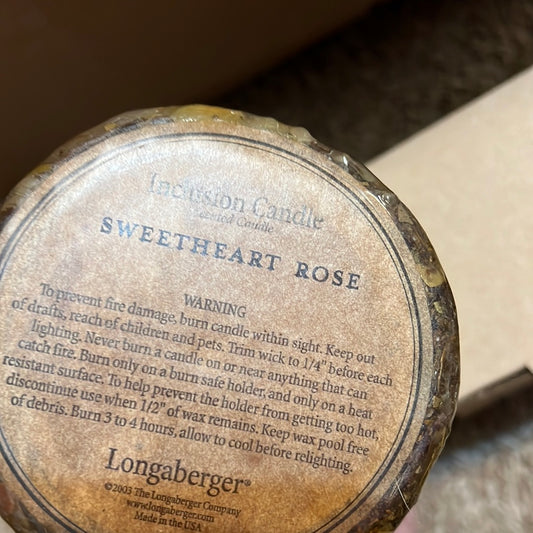 Inclusion Candle
Scented Candle
SWEETHEART ROSE
WARNING
To prevent fire damage, burn candle within sight. Keep out
of drafts, reach of children and pets. Trim wick to 1/4" before each
lighting. Never burn a candle on or near anything that can
catch fire. Burn only on a burn safe holder, and only on a heat
resistant surface. To help prevent the holder from getting too hot,
discontinue use when 1/2" of wax remains. Keep wax pool free
of debris. Burn 3 to 4 hours, allow to cool before relighting.
Longaberger®
©2003 The Longaberger Company
www.longaberger.com
Made in the USA